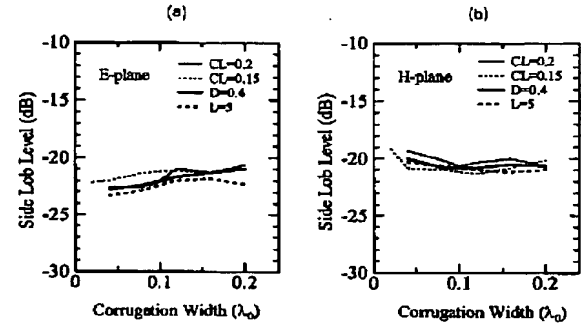 (a)
-10
-15
-20
-25
-30
Side Lob Level (dB)
E-plane
CL=0.2
CL=0.15
D=0.4
L=5
0
0.1
0.2
Corrugation Width (λ₀)
(b)
-10
-15
-20
-25
-30
Side Lob Level (dB)
H-plane
CL=0.2
CL=0.15
D=0.4
L=5
0
0.1
0.2
Corrugation Width (λ₀)